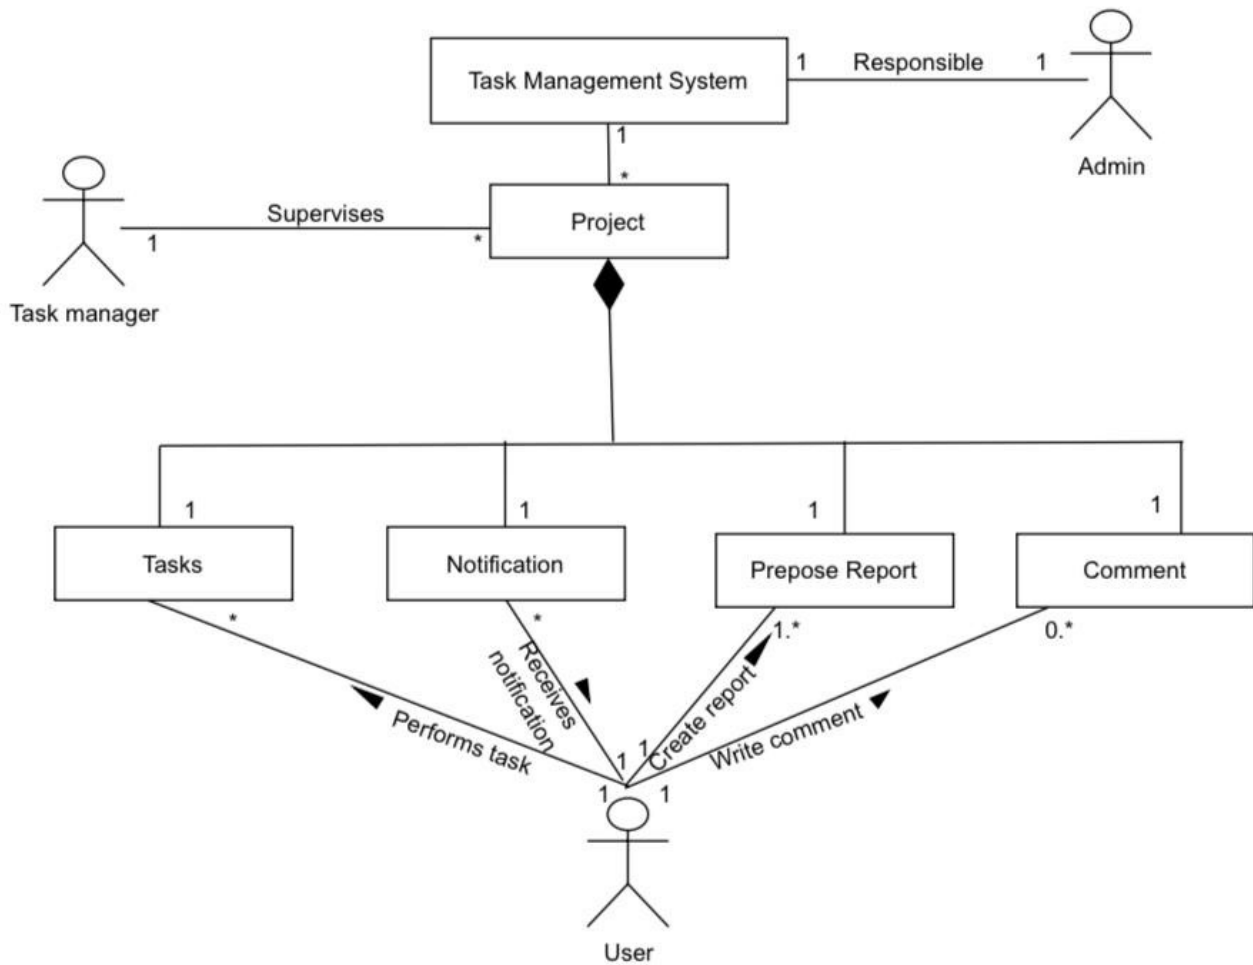 Task Management System
1
Responsible
1
Admin
1
*
Project
Supervises
1
*
Task manager
1
1
1
1
Tasks
Notification
Prepose Report
Comment
*
*
1.*
0.*
Performs task
Receives
notification
Create report
Write comment
1
1
1
1
User